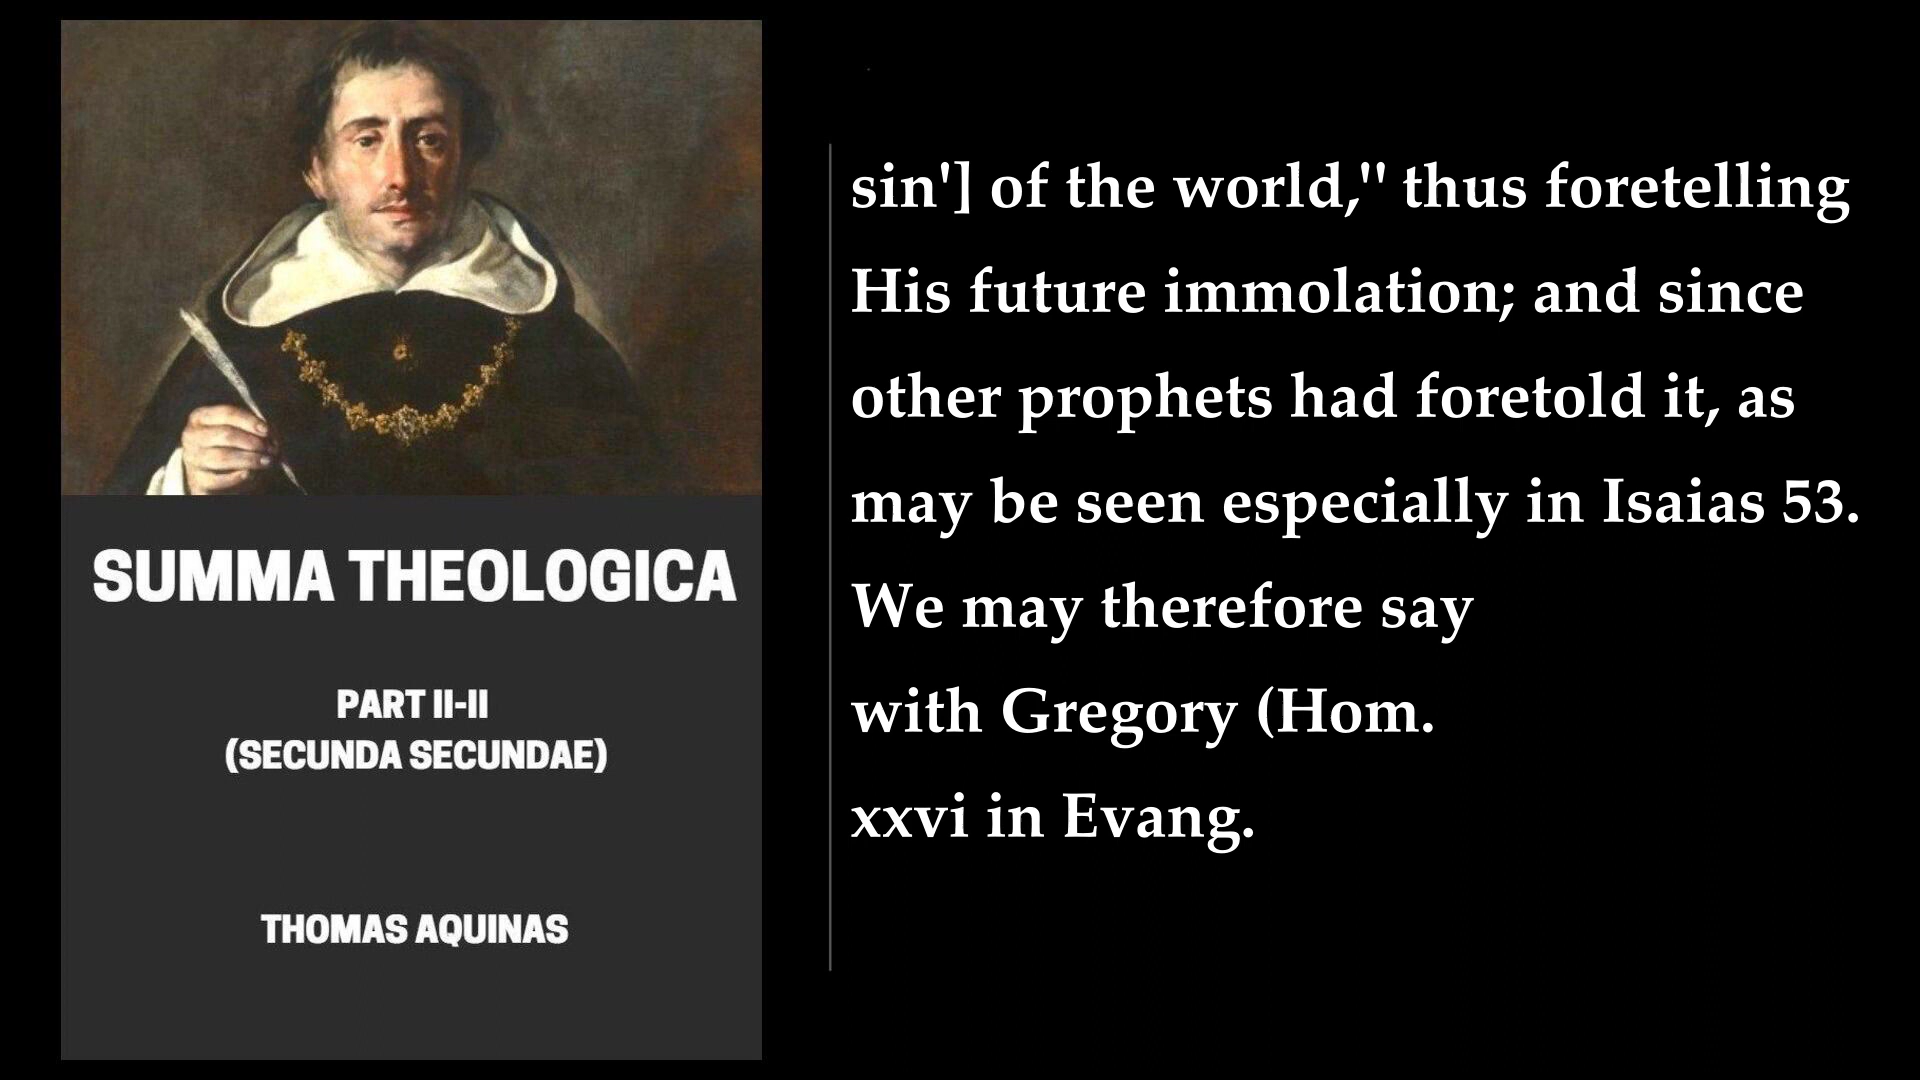 SUMMA THEOLOGICA
PART II-II
(SECUNDA SECUNDAE)
THOMAS AQUINAS
sin'] of the world," thus foretelling
His future immolation; and since
other prophets had foretold it, as
may be seen especially in Isaias 53.
We may therefore say
with Gregory (Hom.
xxvi in Evang.